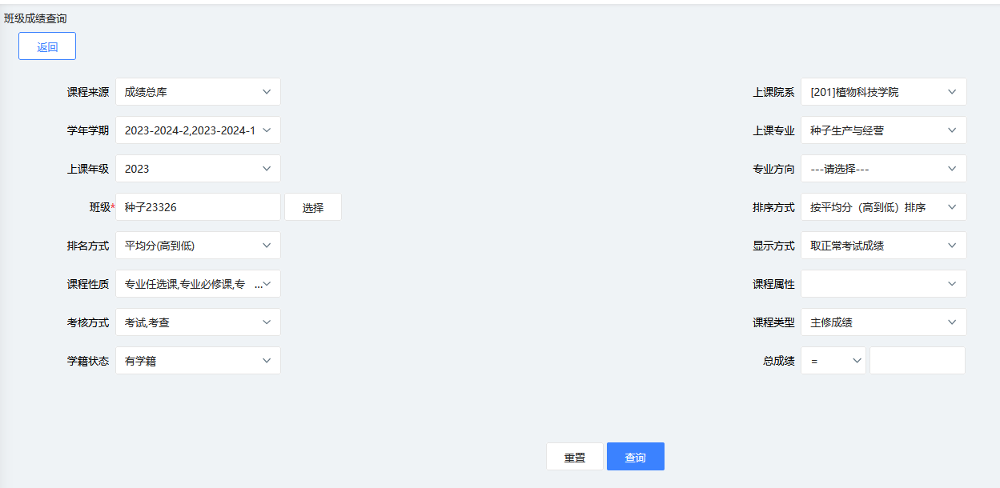 班级成绩查询
返回
课程来源 成绩总库 上课院系 [201]植物科技学院
学年学期 2023-2024-2,2023-2024-1 上课专业 种子生产与经营
上课年级 2023 专业方向 ---请选择---
班级* 种子23326 选择 排序方式 按平均分（高到低）排序
排名方式 平均分(高到低) 显示方式 取正常考试成绩
课程性质 专业任选课,专业必修课,专 ... 课程属性
考核方式 考试,考查 课程类型 主修成绩
学籍状态 有学籍 总成绩 =
重置 查询